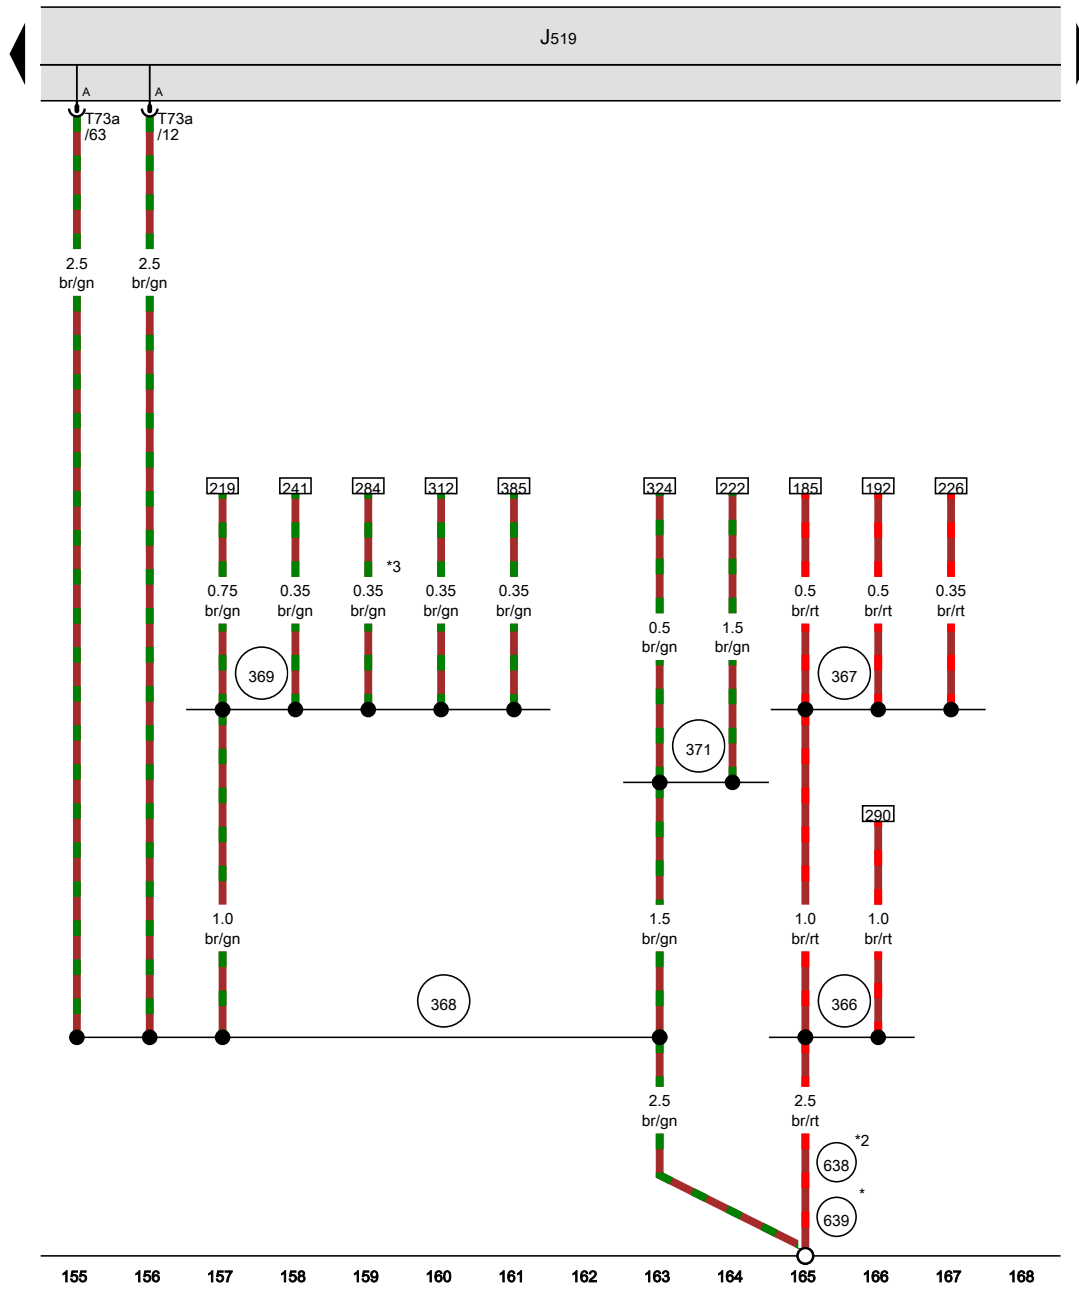 J519
A A
T73a T73a
/63 /12
2.5 2.5
br/gn br/gn
219 241 284 312 385 324 222 185 192 226
*3
0.75 0.35 0.35 0.35 0.35 0.5 0.5 0.35
br/gn br/gn br/gn br/gn br/gn br/rt br/rt br/rt
0.5 1.5
br/gn br/gn
369 367
371
290
1.0 1.5 1.0 1.0
br/gn br/gn br/rt br/rt
368 366
2.5 2.5
br/gn br/rt
*2
638
*
639
155 156 157 158 159 160 161 162 163 164 165 166 167 168